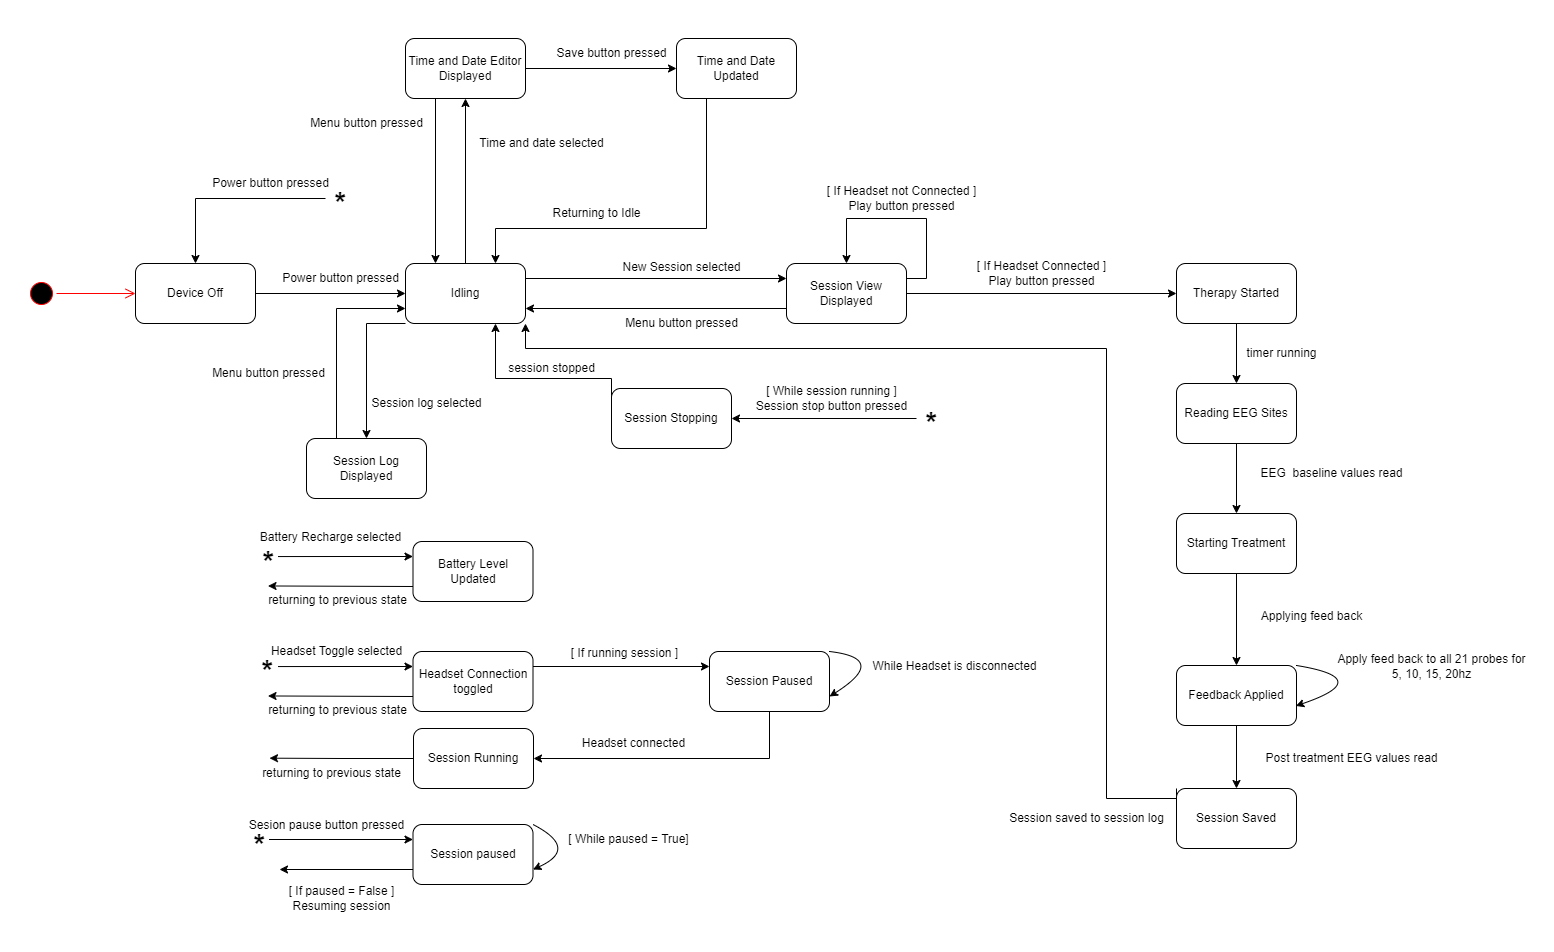 Time and Date Editor
Displayed
Save button pressed
Time and Date
Updated
Menu button pressed
Time and date selected
Power button pressed
*
[ If Headset not Connected ]
Play button pressed
Returning to Idle
Device Off
Power button pressed
Idling
New Session selected
Session View
Displayed
[ If Headset Connected ]
Play button pressed
Therapy Started
Menu button pressed
timer running
Menu button pressed
session stopped
Session log selected
Session Stopping
[ While session running ]
Session stop button pressed
*
Reading EEG Sites
Session Log
Displayed
EEG  baseline values read
Battery Recharge selected
*
Battery Level
Updated
returning to previous state
Starting Treatment
Applying feed back
Headset Toggle selected
*
Headset Connection
toggled
returning to previous state
[ If running session ]
Session Paused
While Headset is disconnected
Feedback Applied
Apply feed back to all 21 probes for
5, 10, 15, 20hz
Headset connected
Session Running
returning to previous state
Post treatment EEG values read
Session saved to session log
Session Saved
Sesion pause button pressed
*
Session paused
[ While paused = True]
[ If paused = False ]
Resuming session